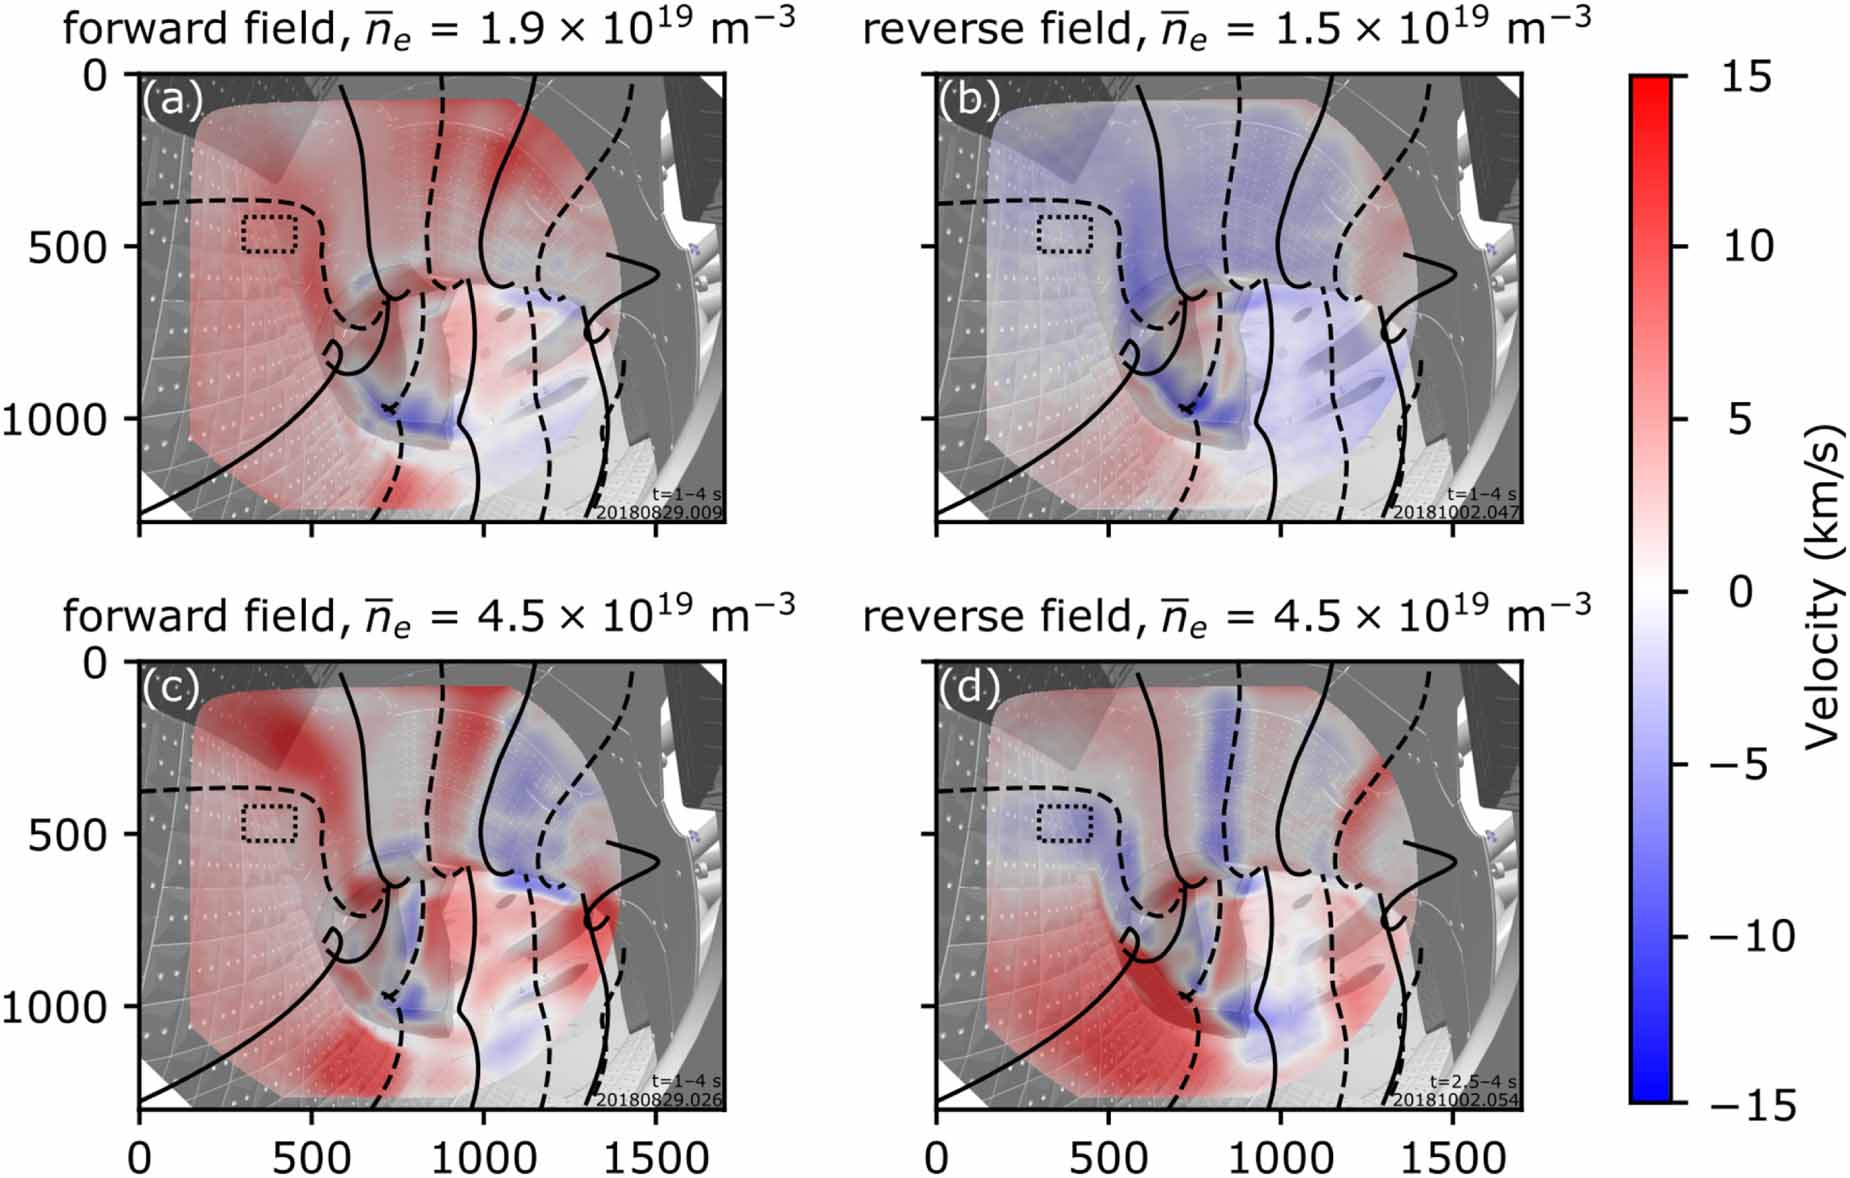 forward field, n̅ₑ = 1.9 × 10¹⁹ m⁻³
reverse field, n̅ₑ = 1.5 × 10¹⁹ m⁻³
(a)
(b)
0
500
1000
t=1–4 s
20180829.009
t=1–4 s
20181002.047
forward field, n̅ₑ = 4.5 × 10¹⁹ m⁻³
reverse field, n̅ₑ = 4.5 × 10¹⁹ m⁻³
(c)
(d)
0
500
1000
t=1–4 s
20180829.026
t=2.5–4 s
20181002.054
0 500 1000 1500
0 500 1000 1500
15
10
5
0
−5
−10
−15
Velocity (km/s)